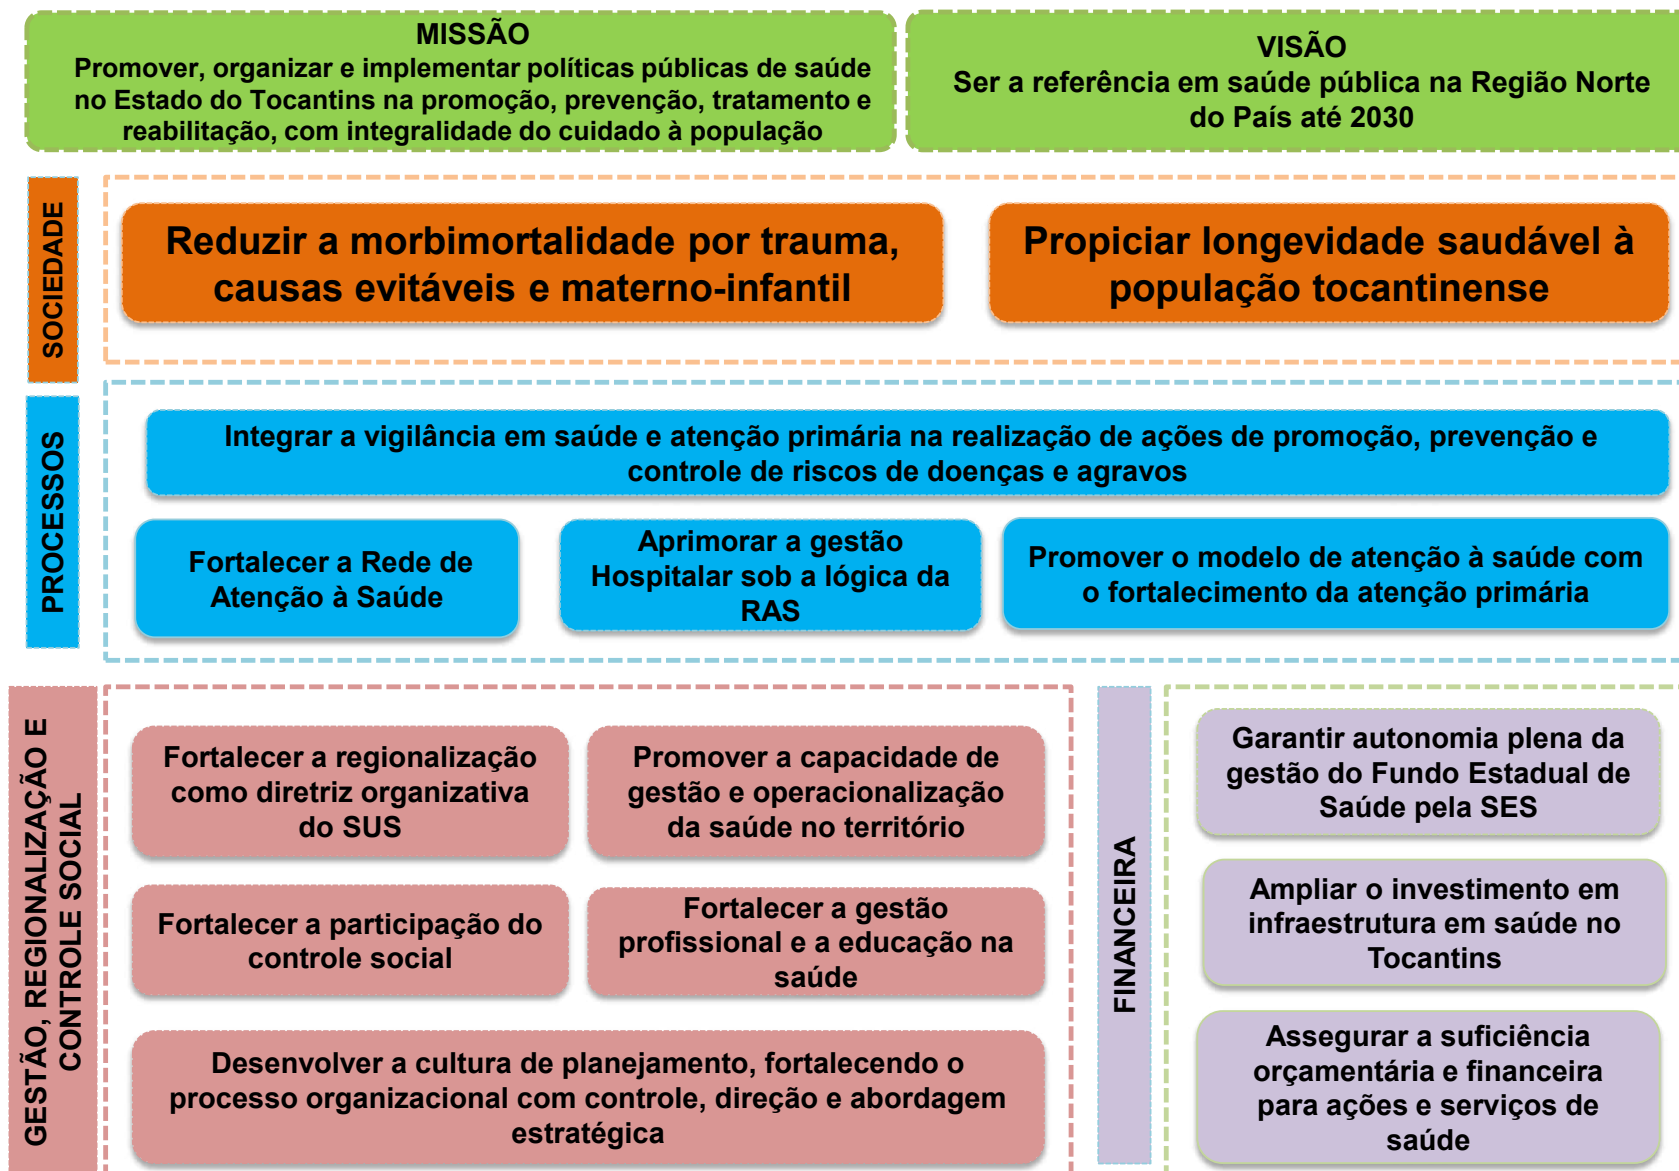 MISSÃO
Promover, organizar e implementar políticas públicas de saúde
no Estado do Tocantins na promoção, prevenção, tratamento e
reabilitação, com integralidade do cuidado à população
VISÃO
Ser a referência em saúde pública na Região Norte
do País até 2030
SOCIEDADE
Reduzir a morbimortalidade por trauma,
causas evitáveis e materno-infantil
Propiciar longevidade saudável à
população tocantinense
PROCESSOS
Integrar a vigilância em saúde e atenção primária na realização de ações de promoção, prevenção e
controle de riscos de doenças e agravos
Fortalecer a Rede de
Atenção à Saúde
Aprimorar a gestão
Hospitalar sob a lógica da
RAS
Promover o modelo de atenção à saúde com
o fortalecimento da atenção primária
GESTÃO, REGIONALIZAÇÃO E
CONTROLE SOCIAL
Fortalecer a regionalização
como diretriz organizativa
do SUS
Promover a capacidade de
gestão e operacionalização
da saúde no território
Fortalecer a participação do
controle social
Fortalecer a gestão
profissional e a educação na
saúde
Desenvolver a cultura de planejamento, fortalecendo o
processo organizacional com controle, direção e abordagem
estratégica
FINANCEIRA
Garantir autonomia plena da
gestão do Fundo Estadual de
Saúde pela SES
Ampliar o investimento em
infraestrutura em saúde no
Tocantins
Assegurar a suficiência
orçamentária e financeira
para ações e serviços de
saúde